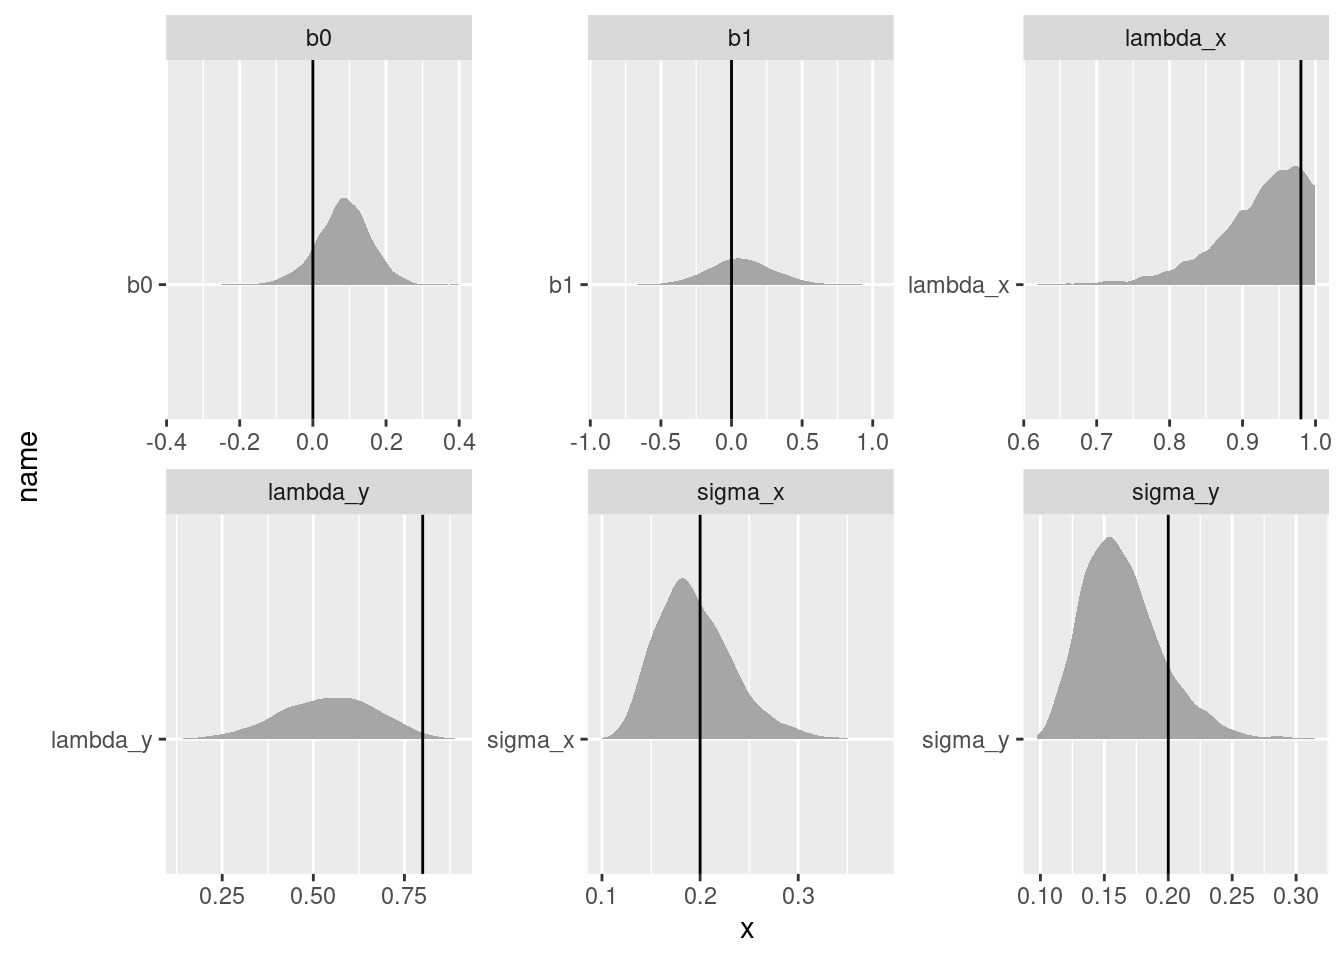 b0 b1 lambda_x
b0
b1
lambda_x
-0.4 -0.2 0.0 0.2 0.4
-1.0 -0.5 0.0 0.5 1.0
0.6 0.7 0.8 0.9 1.0
name
lambda_y sigma_x sigma_y
lambda_y
sigma_x
sigma_y
0.25 0.50 0.75
0.1 0.2 0.3
0.10 0.15 0.20 0.25 0.30
x